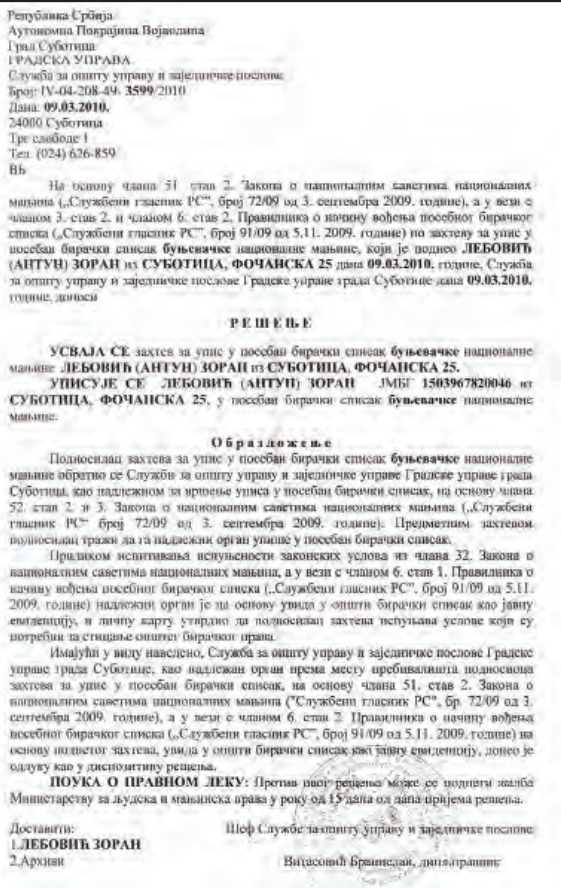 Република Србија
Аутономна Покрајина Војводина
Град Суботица
ГРАДСКА УПРАВА
Служба за општу управу и заједничке послове
Број: IV-04-208-49- 3599/2010
Дана: 09.03.2010.
24000 Суботица
Трг слободе 1
Тел. (024) 626-859
ВЂ
На основу члана 51. став 2. Закона о националним саветима националних
мањина („Службени гласник РС”, број 72/09 од 3. септембра 2009. године), а у вези с
чланом 3. став 2. и чланом 6. став 2. Правилника о начину вођења посебног бирачког
списка („Службени гласник РС”, број 91/09 од 5.11. 2009. године) по захтеву за упис у
посебан бирачки списак буњевачке националне мањине, који је поднео ЛЕБОВИЋ
(АНТУН) ЗОРАН из СУБОТИЦА, ФОЧАНСКА 25 дана 09.03.2010. године, Служба
за општу управу и заједничке послове Градске управе града Суботице дана 09.03.2010.
године, доноси
Р Е Ш Е Њ Е
УСВАЈА СЕ захтев за упис у посебан бирачки списак буњевачке националне
мањине ЛЕБОВИЋ (АНТУН) ЗОРАН из СУБОТИЦА, ФОЧАНСКА 25.
УПИСУЈЕ СЕ ЛЕБОВИЋ (АНТУН) ЗОРАН ЈМБГ 1503967820046 из
СУБОТИЦА, ФОЧАНСКА 25, у посебан бирачки списак буњевачке националне
мањине.
О б р а з л о ж е њ е
Подносилац захтева за упис у посебан бирачки списак буњевачке националне
мањине обратио се Служби за општу управу и заједничке управе Градске управе града
Суботица, као надлежном за вршење уписа у посебан бирачки списак, на основу члана
52. став 2. и 3. Закона о националним саветима националних мањина („Службени
гласник РС” број 72/09 од 3. септембра 2009. године). Предметним захтевом
подносилац тражи да га надлежни орган упише у посебан бирачки списак.
Приликом испитивања испуњености законских услова из члана 32. Закона о
националним саветима националних мањина, а у вези с чланом 6. став 1. Правилника о
начину вођења посебног бирачког списка („Службени гласник РС”, број 91/09 од 5.11.
2009. године) надлежни орган је на основу увида у општи бирачки списак као јавну
евиденцију, и личну карту утврдио да подносилац захтева испуњава услове који су
потребни за стицање општег бирачког права.
Имајући у виду наведено, Служба за општу управу и заједничке послове Градске
управе града Суботице, као надлежан орган према месту пребивалишта подносиоца
захтева за упис у посебан бирачки списак, на основу члана 51. став 2. Закона о
националним саветима националних мањина ("Службени гласник РС", бр. 72/09 од 3.
септембра 2009. године), а у вези с чланом 6. став 2. Правилника о начину вођења
посебног бирачког списка („Службени гласник РС”, број 91/09 од 5.11. 2009. године) на
основу поднетог захтева, увида у општи бирачки списак као јавну евиденцију, донео је
одлуку као у диспозитиву решења.
ПОУКА О ПРАВНОМ ЛЕКУ: Против овог решења може се поднети жалба
Министарству за људска и мањинска права у року од 15 дана од дана пријема решења.
Доставити: Шеф Службе за општу управу и заједничке послове
1.ЛЕБОВИЋ ЗОРАН
2.Архиви Витасовић Бранислав, дипл.правник